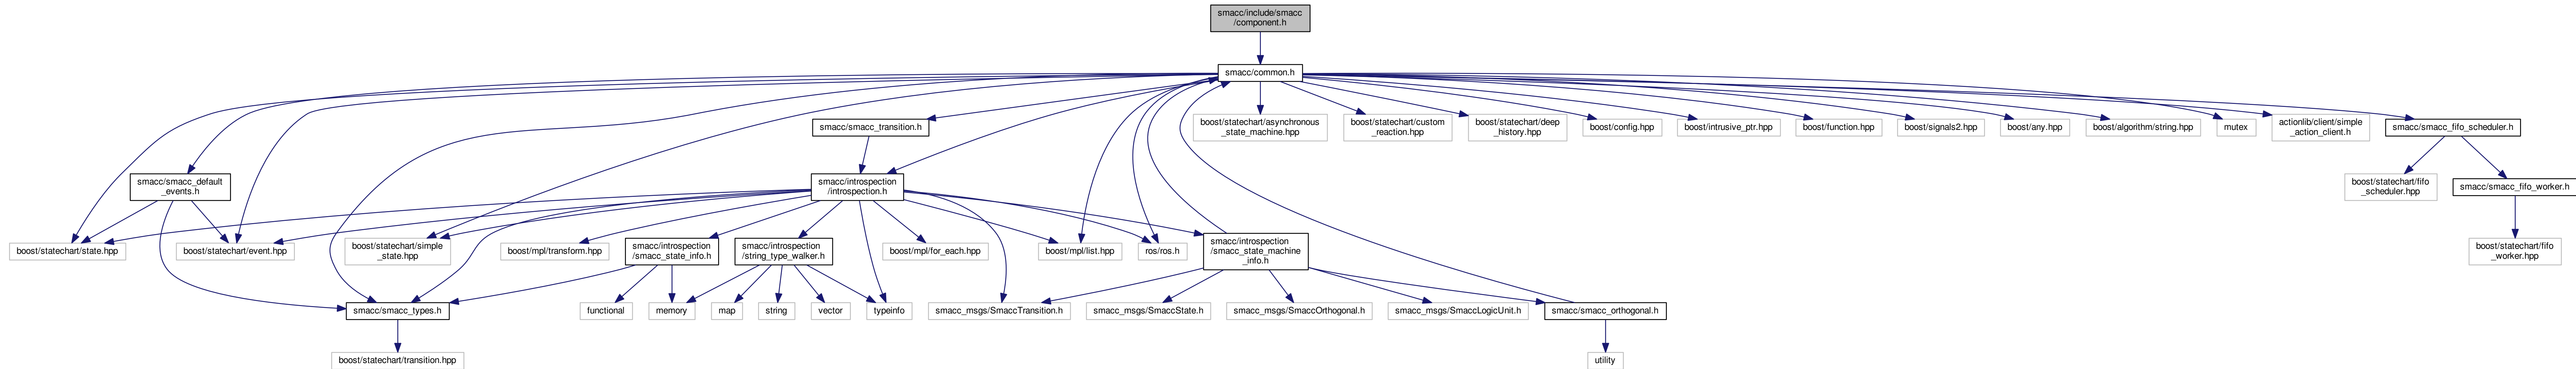 smacc/include/smacc
/component.h
smacc/common.h
smacc/smacc_transition.h
boost/statechart/asynchronous
_state_machine.hpp
boost/statechart/custom
_reaction.hpp
boost/statechart/deep
_history.hpp
boost/config.hpp
boost/intrusive_ptr.hpp
boost/function.hpp
boost/signals2.hpp
boost/any.hpp
boost/algorithm/string.hpp
mutex
actionlib/client/simple
_action_client.h
smacc/smacc_fifo_scheduler.h
smacc/smacc_default
_events.h
smacc/introspection
/introspection.h
boost/statechart/fifo
_scheduler.hpp
smacc/smacc_fifo_worker.h
boost/statechart/state.hpp
boost/statechart/event.hpp
boost/statechart/simple
_state.hpp
boost/mpl/transform.hpp
smacc/introspection
/smacc_state_info.h
smacc/introspection
/string_type_walker.h
boost/mpl/for_each.hpp
boost/mpl/list.hpp
ros/ros.h
smacc/introspection
/smacc_state_machine
_info.h
boost/statechart/fifo
_worker.hpp
smacc/smacc_types.h
functional
memory
map
string
vector
typeinfo
smacc_msgs/SmaccTransition.h
smacc_msgs/SmaccState.h
smacc_msgs/SmaccOrthogonal.h
smacc_msgs/SmaccLogicUnit.h
smacc/smacc_orthogonal.h
boost/statechart/transition.hpp
utility